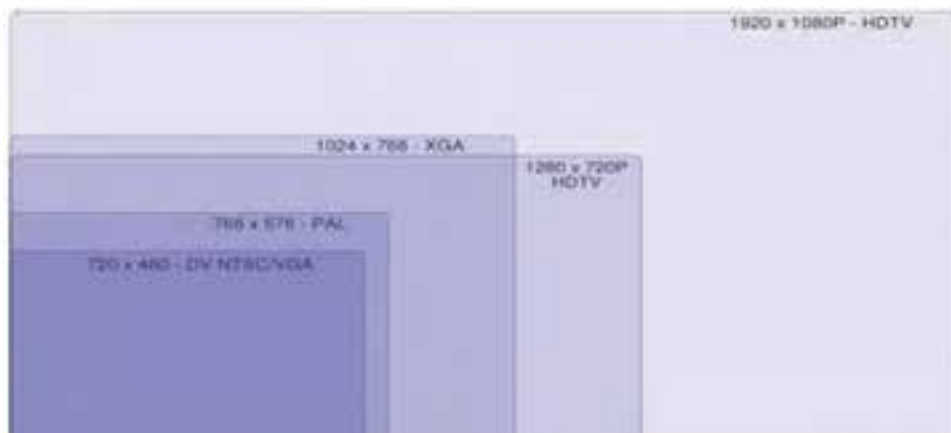 1920 x 1080P - HDTV
1024 x 768 - XGA
1280 x 720P
HDTV
768 x 576 - PAL
720 x 480 - DV NTSC/VGA